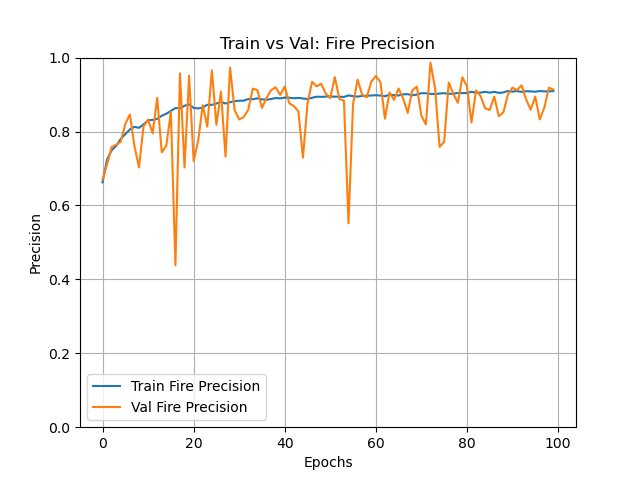 Train vs Val: Fire Precision
1.0
0.8
0.6
0.4
0.2
0.0
Precision
Train Fire Precision
Val Fire Precision
0 20 40 60 80 100
Epochs